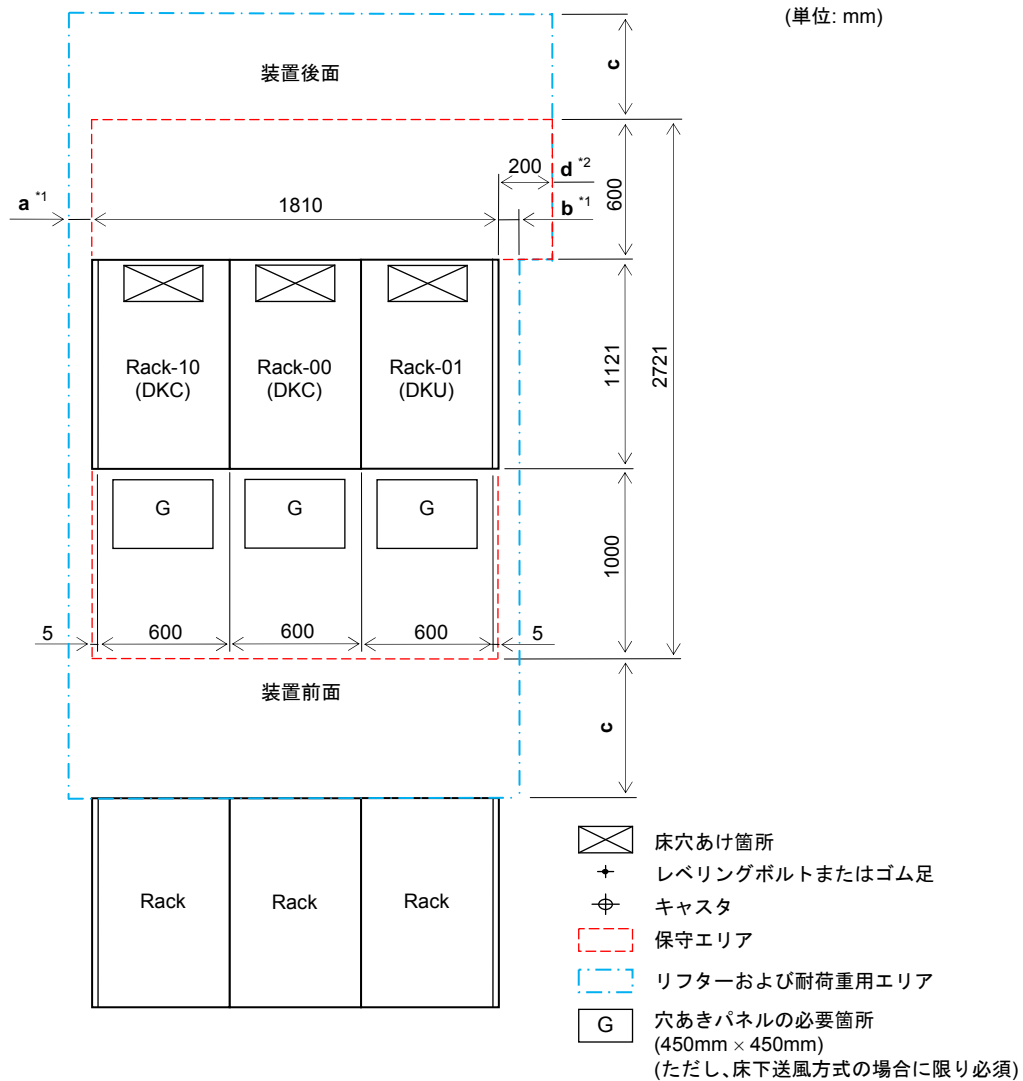 (単位: mm)
装置後面
c
200
d *2
600
a *1
1810
b *1
Rack-10
(DKC)
Rack-00
(DKC)
Rack-01
(DKU)
1121
2721
G
G
G
1000
5
600
600
600
5
装置前面
c
Rack
Rack
Rack
床穴あけ箇所
レベリングボルトまたはゴム足
キャスタ
保守エリア
リフターおよび耐荷重用エリア
G
穴あきパネルの必要箇所
(450mm × 450mm)
(ただし、床下送風方式の場合に限り必須)